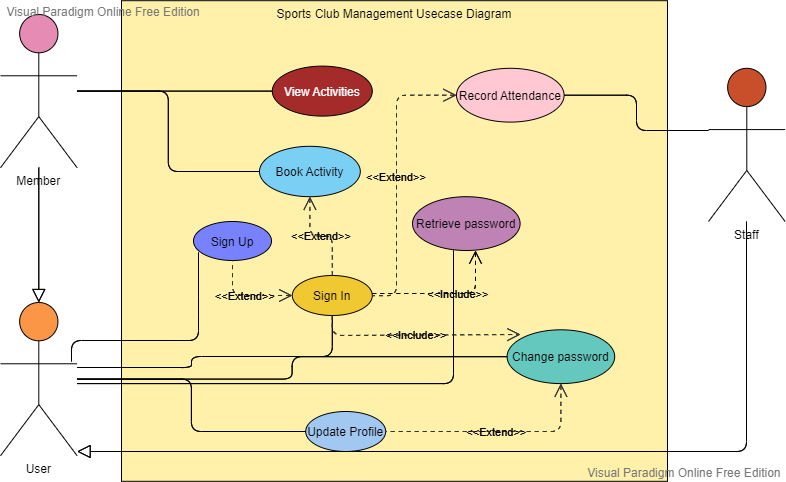 Visual Paradigm Online Free Edition
Sports Club Management Usecase Diagram
View Activities
Record Attendance
Member
Book Activity
<<Extend>>
Retrieve password
Staff
<<Extend>>
Sign Up
<<Extend>>
Sign In
<<Include>>
<<Include>>
Change password
Update Profile
<<Extend>>
User
Visual Paradigm Online Free Edition